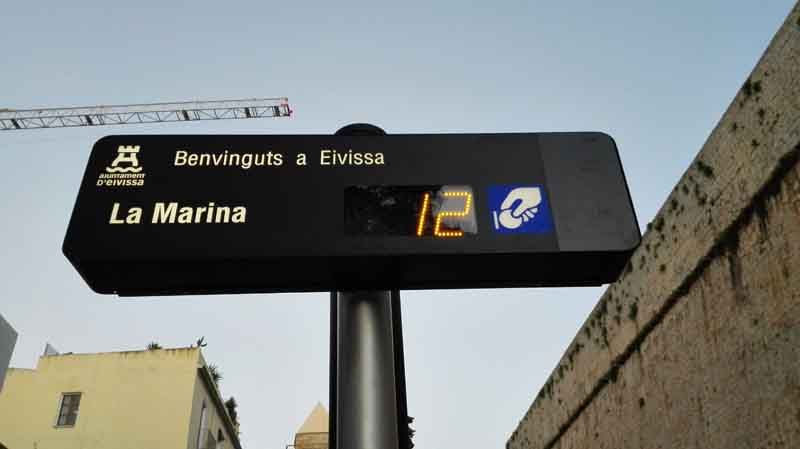 Benvinguts a Eivissa
ajuntament
D'EIVISSA
La Marina
12